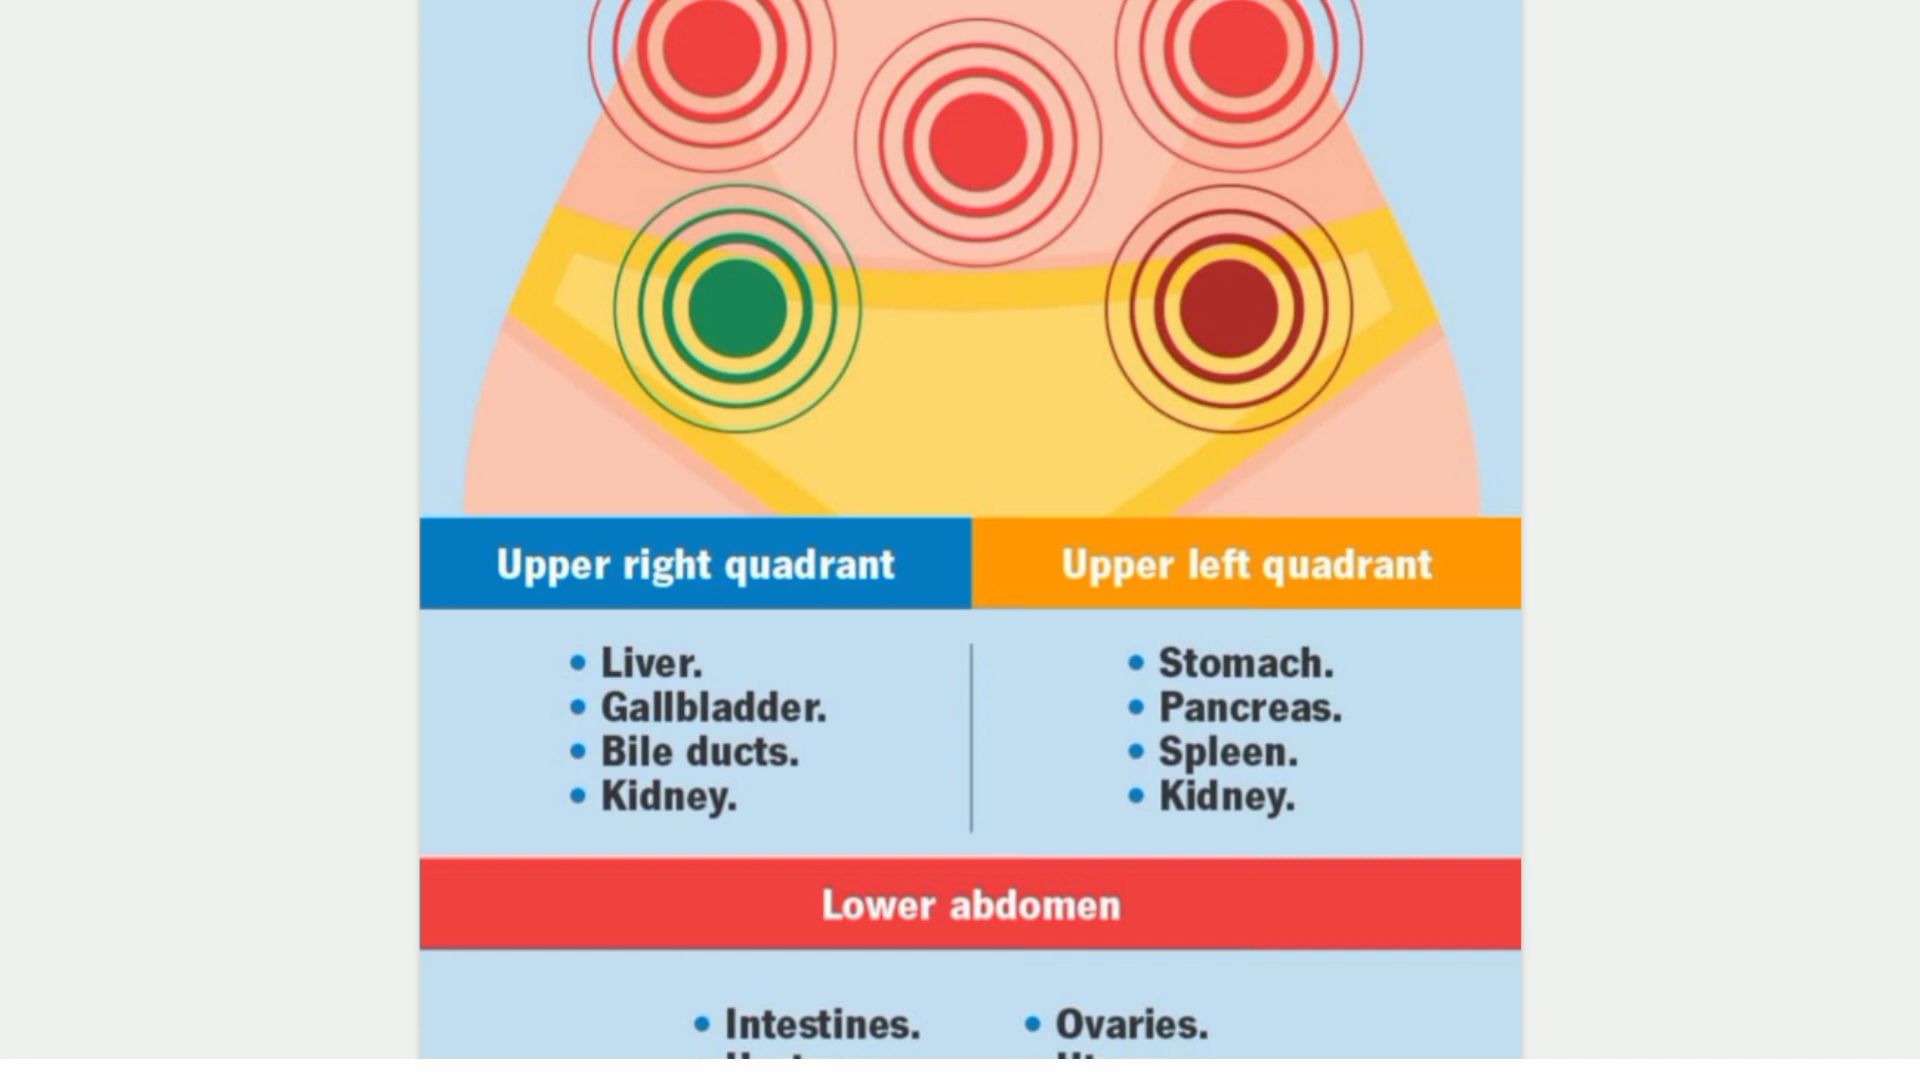 Upper right quadrant
Upper left quadrant
• Liver.
• Gallbladder.
• Bile ducts.
• Kidney.
• Stomach.
• Pancreas.
• Spleen.
• Kidney.
Lower abdomen
• Intestines.
• Ovaries.